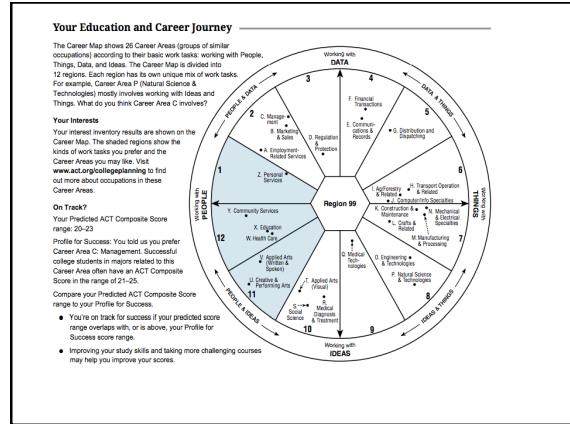 Your Education and Career Journey
The Career Map shows 26 Career Areas (groups of similar
occupations) according to their basic work tasks: working with People,
Things, Data, and Ideas. The Career Map is divided into
12 regions. Each region has its own unique mix of work tasks.
For example, Career Area P (Natural Science &
Technologies) mostly involves working with Ideas and
Things. What do you think Career Area C involves?
Your Interests
Your interest inventory results are shown on the
Career Map. The shaded regions show the
kinds of work tasks you prefer and the
Career Areas you may like. Visit
www.act.org/collegeplanning to find
out more about occupations in these
Career Areas.
On Track?
Your Predicted ACT Composite Score
range: 20–23
Profile for Success: You told us you prefer
Career Area C: Management. Successful
college students in majors related to this
Career Area often have an ACT Composite
Score in the range of 21–25.
Compare your Predicted ACT Composite Score
range to your Profile for Success.
● You're on track for success if your predicted score
range overlaps with, or is above, your Profile for
Success score range.
● Improving your study skills and taking more challenging courses
may help you improve your scores.
Working with
DATA
PEOPLE & DATA
DATA & THINGS
3
4
2
5
1
6
12
7
11
8
10
9
C. Manage-
ment
B. Marketing
& Sales
A. Employment-
Related Services
D. Regulation
&
Protection
F. Financial
Transactions
E. Communi-
cations &
Records
G. Distribution and
Dispatching
Z. Personal
Services
Y. Community Services
X. Education
W. Health Care
V. Applied Arts
(Written &
Spoken)
U. Creative &
Performing Arts
Region 99
I. Ag/Forestry
& Related
H. Transport Operation
& Related
J. Computer/Info Specialties
K. Construction &
Maintenance
L. Crafts &
Related
N. Mechanical
& Electrical
Specialties
M. Manufacturing
& Processing
O. Engineering
& Technologies
P. Natural Science
& Technologies
Q. Medical
Tech-
nologies
T. Applied Arts
(Visual)
S.
Social
Science
R.
Medical
Diagnosis
& Treatment
Working with
PEOPLE
Working with
THINGS
PEOPLE & IDEAS
IDEAS & THINGS
Working with
IDEAS